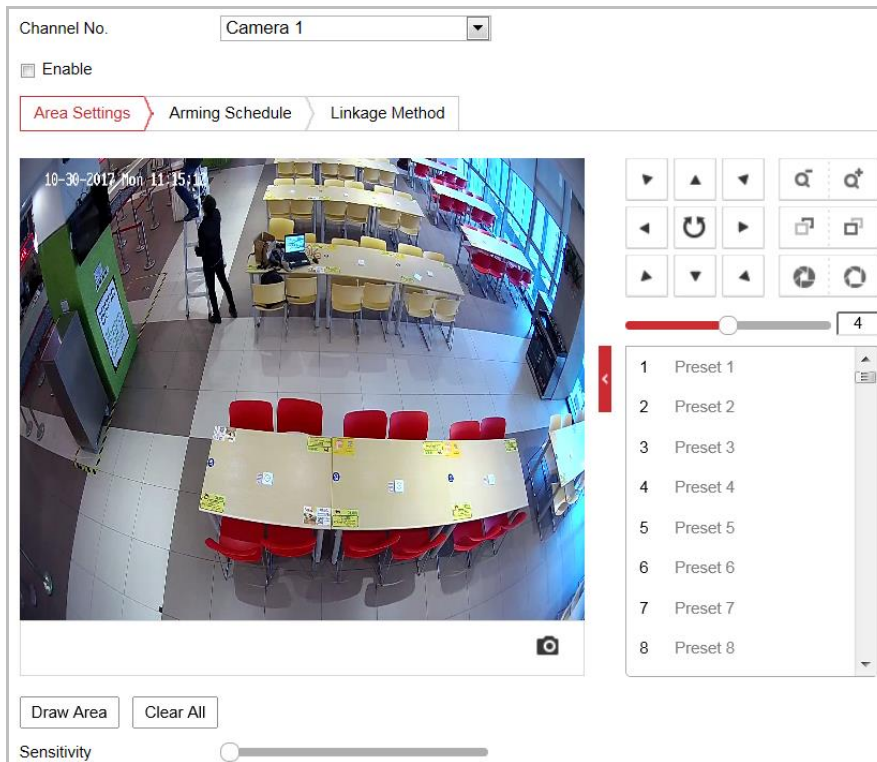 Channel No. Camera 1
Enable
Area Settings Arming Schedule Linkage Method
10-30-2017 Mon 11:15:17
4
1 Preset 1
2 Preset 2
3 Preset 3
4 Preset 4
5 Preset 5
6 Preset 6
7 Preset 7
8 Preset 8
Draw Area Clear All
Sensitivity